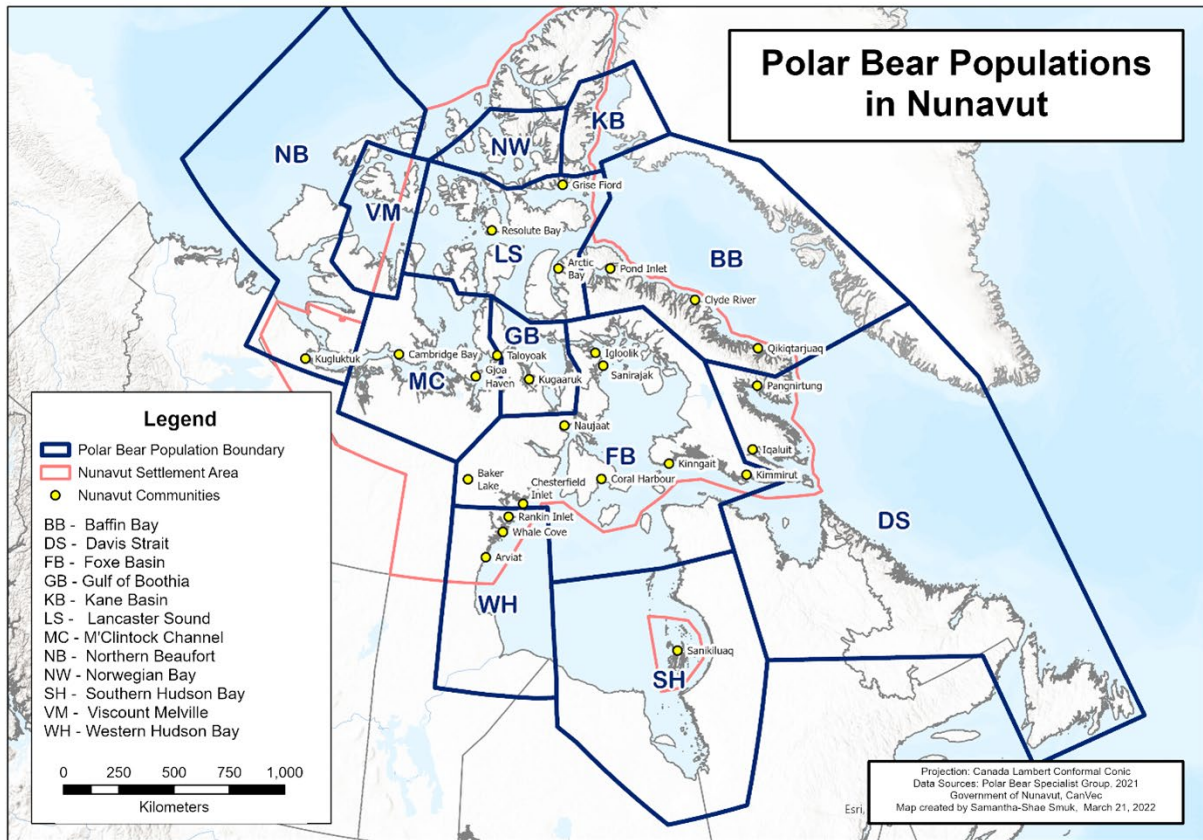 Polar Bear Populations
in Nunavut
KB
NW
NB
Grise Fiord
VM
Resolute Bay
LS
BB
Arctic
Bay
Pond Inlet
Clyde River
GB
Qikiqtarjuaq
Kugluktuk
Cambridge Bay
Taloyoak
Igloolik
Sanirajak
MC
Gjoa
Haven
Kugaaruk
Pangnirtung
Naujaat
FB
Iqaluit
Kinngait
Kimmirut
Baker
Lake
Chesterfield
Inlet
Coral Harbour
Rankin Inlet
Whale Cove
DS
Arviat
WH
Sanikiluaq
SH
Legend
Polar Bear Population Boundary
Nunavut Settlement Area
Nunavut Communities
BB - Baffin Bay
DS - Davis Strait
FB - Foxe Basin
GB - Gulf of Boothia
KB - Kane Basin
LS - Lancaster Sound
MC - M'Clintock Channel
NB - Northern Beaufort
NW - Norwegian Bay
SH - Southern Hudson Bay
VM - Viscount Melville
WH - Western Hudson Bay
0 250 500 750 1,000
Kilometers
Projection: Canada Lambert Conformal Conic
Data Sources: Polar Bear Specialist Group, 2021
Government of Nunavut, CanVec
Map created by Samantha-Shae Smuk, March 21, 2022
Esri,